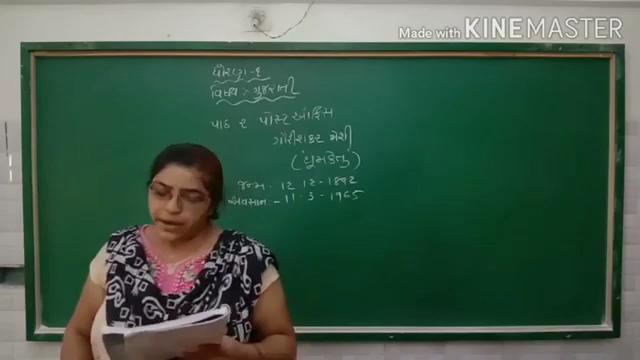 Made with KINEMASTER
ધોરણ - ૬
વિષય :- ગુજરાતી
પાઠ ૨ પોસ્ટ ઑફિસ
ગૌરીશંકર જોશી
(ધૂમકેતુ)
જન્મ - 12 12 - 1892
અવસાન - 11 - 3 - 1965